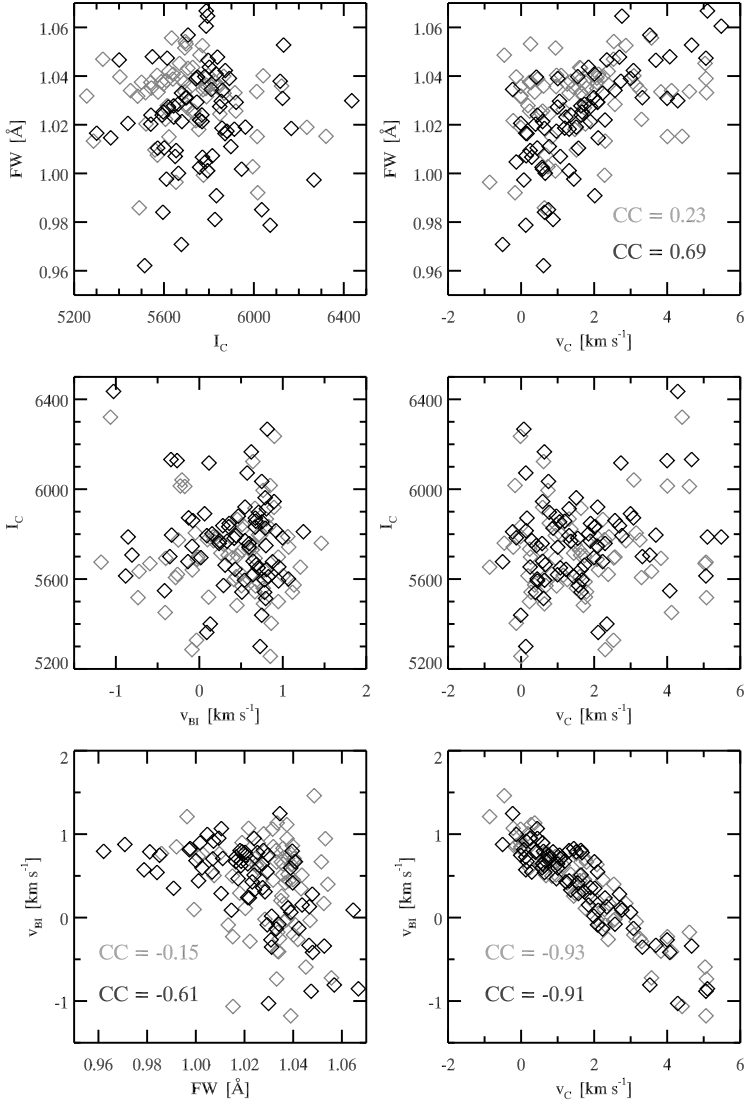 1.06
1.04
1.02
1.00
0.98
0.96
FW [Å]
5200 5600 6000 6400
I_C
1.06
1.04
1.02
1.00
0.98
0.96
FW [Å]
CC = 0.23
CC = 0.69
-2 0 2 4 6
v_C [km s⁻¹]
6400
6000
5600
5200
I_C
-1 0 1 2
v_BI [km s⁻¹]
6400
6000
5600
5200
I_C
-2 0 2 4 6
v_C [km s⁻¹]
2
1
0
-1
v_BI [km s⁻¹]
CC = -0.15
CC = -0.61
0.96 0.98 1.00 1.02 1.04 1.06
FW [Å]
2
1
0
-1
v_BI [km s⁻¹]
CC = -0.93
CC = -0.91
-2 0 2 4 6
v_C [km s⁻¹]